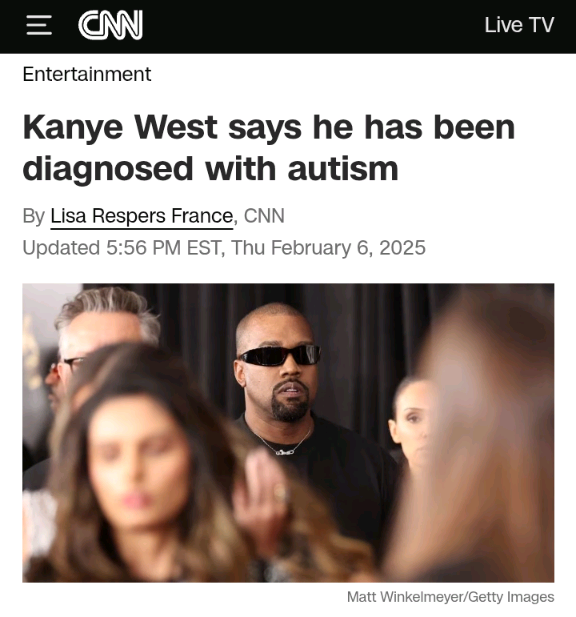 CNN
Live TV
Entertainment
Kanye West says he has been
diagnosed with autism
By Lisa Respers France, CNN
Updated 5:56 PM EST, Thu February 6, 2025
Matt Winkelmeyer/Getty Images